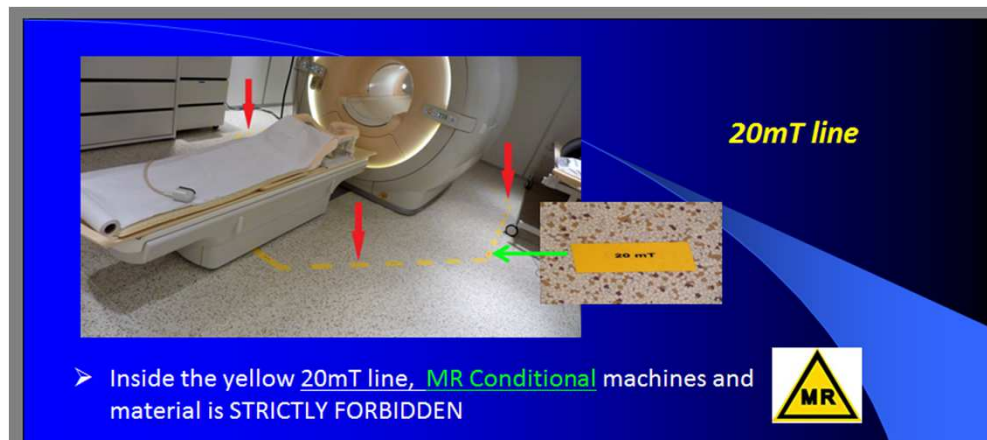 20mT line
20 mT
➤ Inside the yellow 20mT line, MR Conditional machines and
material is STRICTLY FORBIDDEN
MR